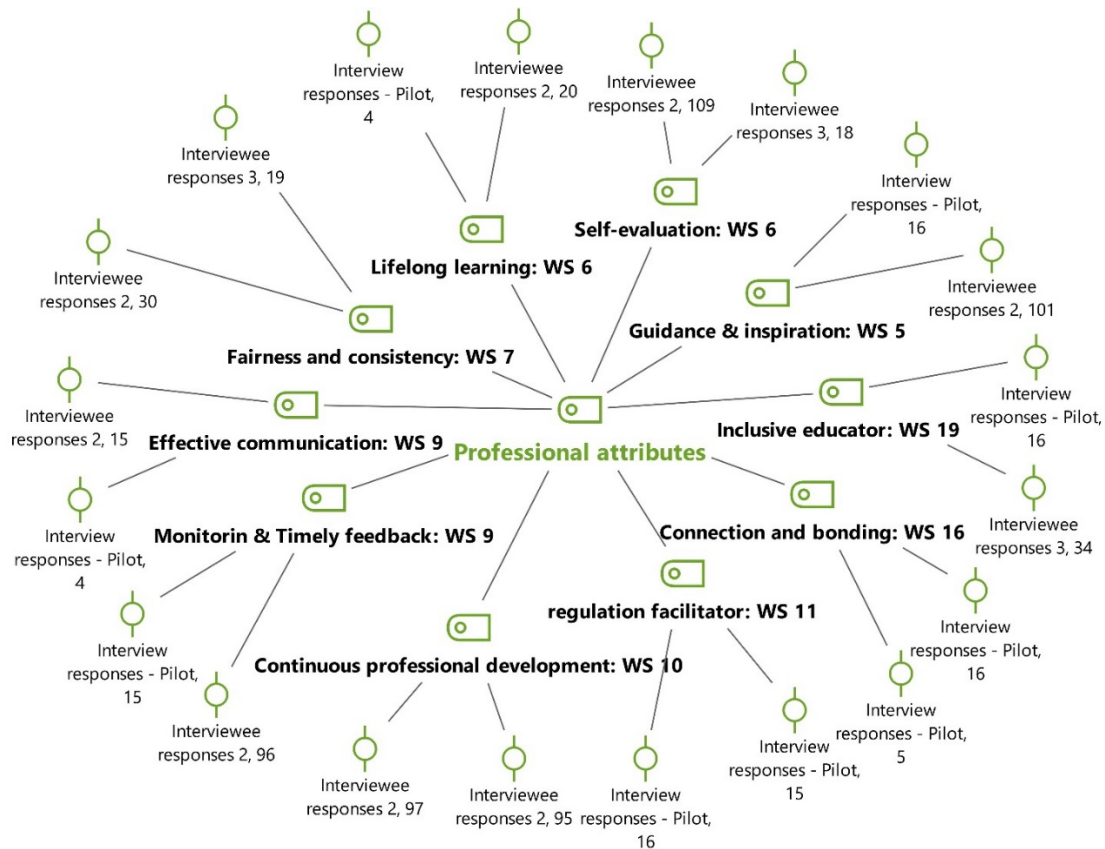 Interview
responses - Pilot,
4
Interviewee
responses 2, 20
Interviewee
responses 2, 109
Interviewee
responses 3, 18
Interviewee
responses 3, 19
Interview
responses - Pilot,
16
Self-evaluation: WS 6
Lifelong learning: WS 6
Interviewee
responses 2, 30
Interviewee
responses 2, 101
Guidance & inspiration: WS 5
Fairness and consistency: WS 7
Interviewee
responses 2, 15
Effective communication: WS 9
Professional attributes
Inclusive educator: WS 19
Interview
responses - Pilot,
16
Interview
responses - Pilot,
4
Monitorin & Timely feedback: WS 9
Connection and bonding: WS 16
Interviewee
responses 3, 34
regulation facilitator: WS 11
Interview
responses - Pilot,
15
Continuous professional development: WS 10
Interview
responses - Pilot,
16
Interviewee
responses 2, 96
Interview
responses - Pilot,
5
Interviewee
responses 2, 97
Interviewee
responses 2, 95
Interview
responses - Pilot,
16
Interview
responses - Pilot,
15